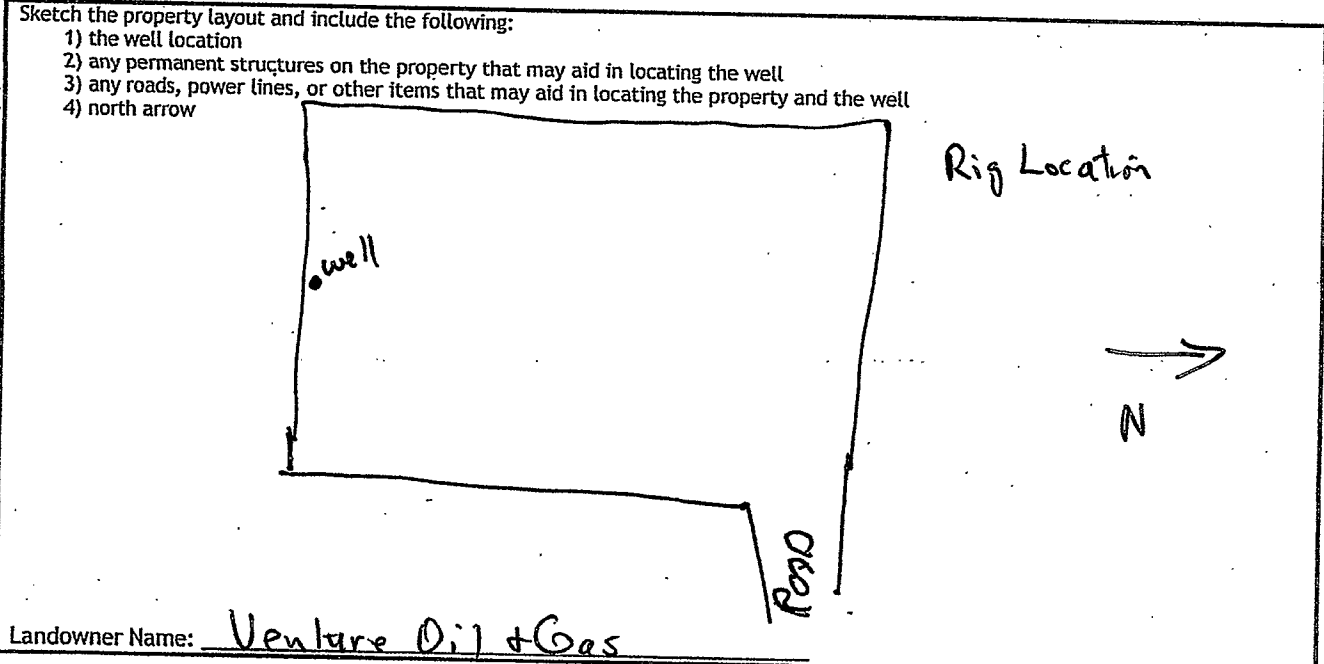 Sketch the property layout and include the following:
1) the well location
2) any permanent structures on the property that may aid in locating the well
3) any roads, power lines, or other items that may aid in locating the property and the well
4) north arrow
Rig Location
well
N
Road
Landowner Name: Venture Oil + Gas